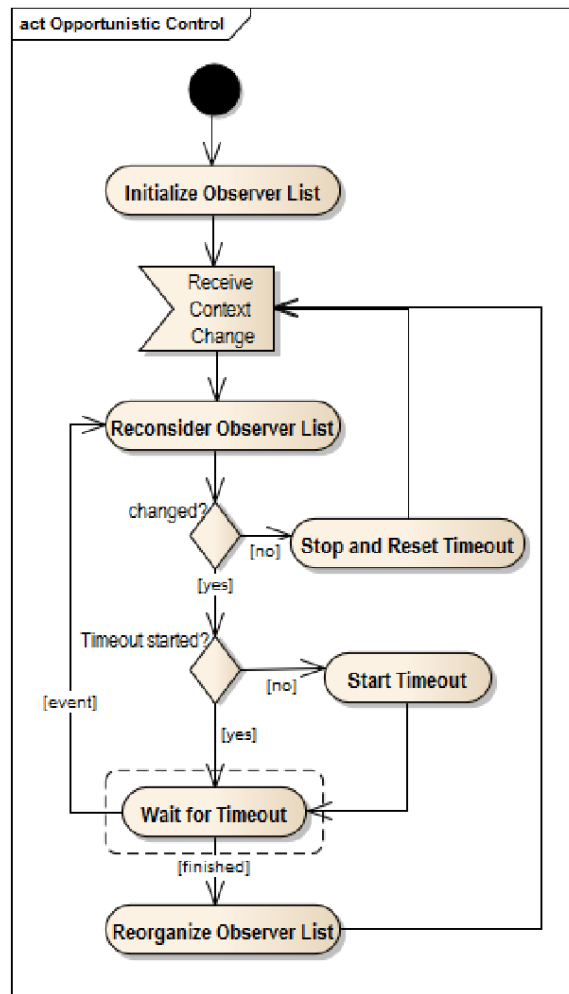 act Opportunistic Control
Initialize Observer List
Receive
Context
Change
Reconsider Observer List
changed?
[no]
Stop and Reset Timeout
[yes]
Timeout started?
[no]
Start Timeout
[event]
[yes]
Wait for Timeout
[finished]
Reorganize Observer List